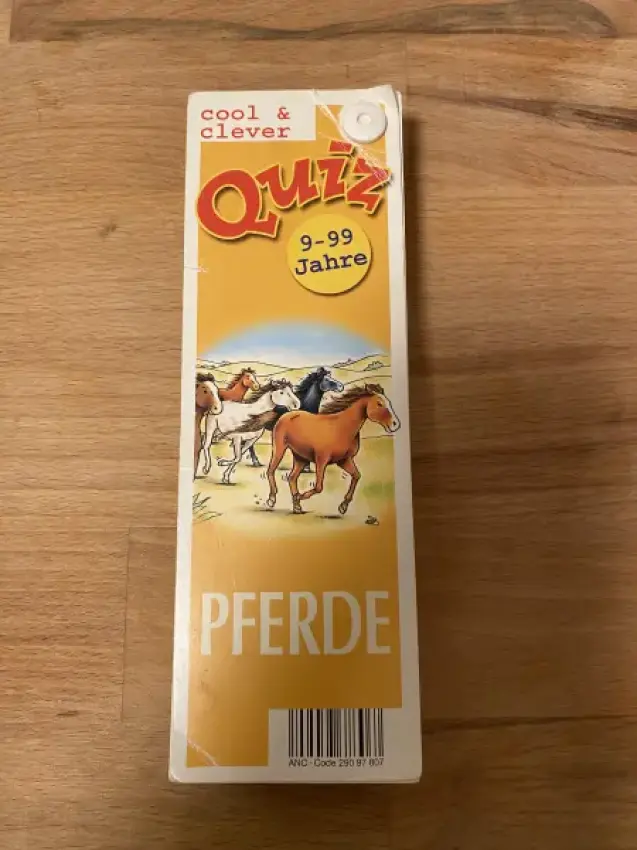 cool &
clever
Quiz
9-99
Jahre
PFERDE
ANC-Code 290 97 807